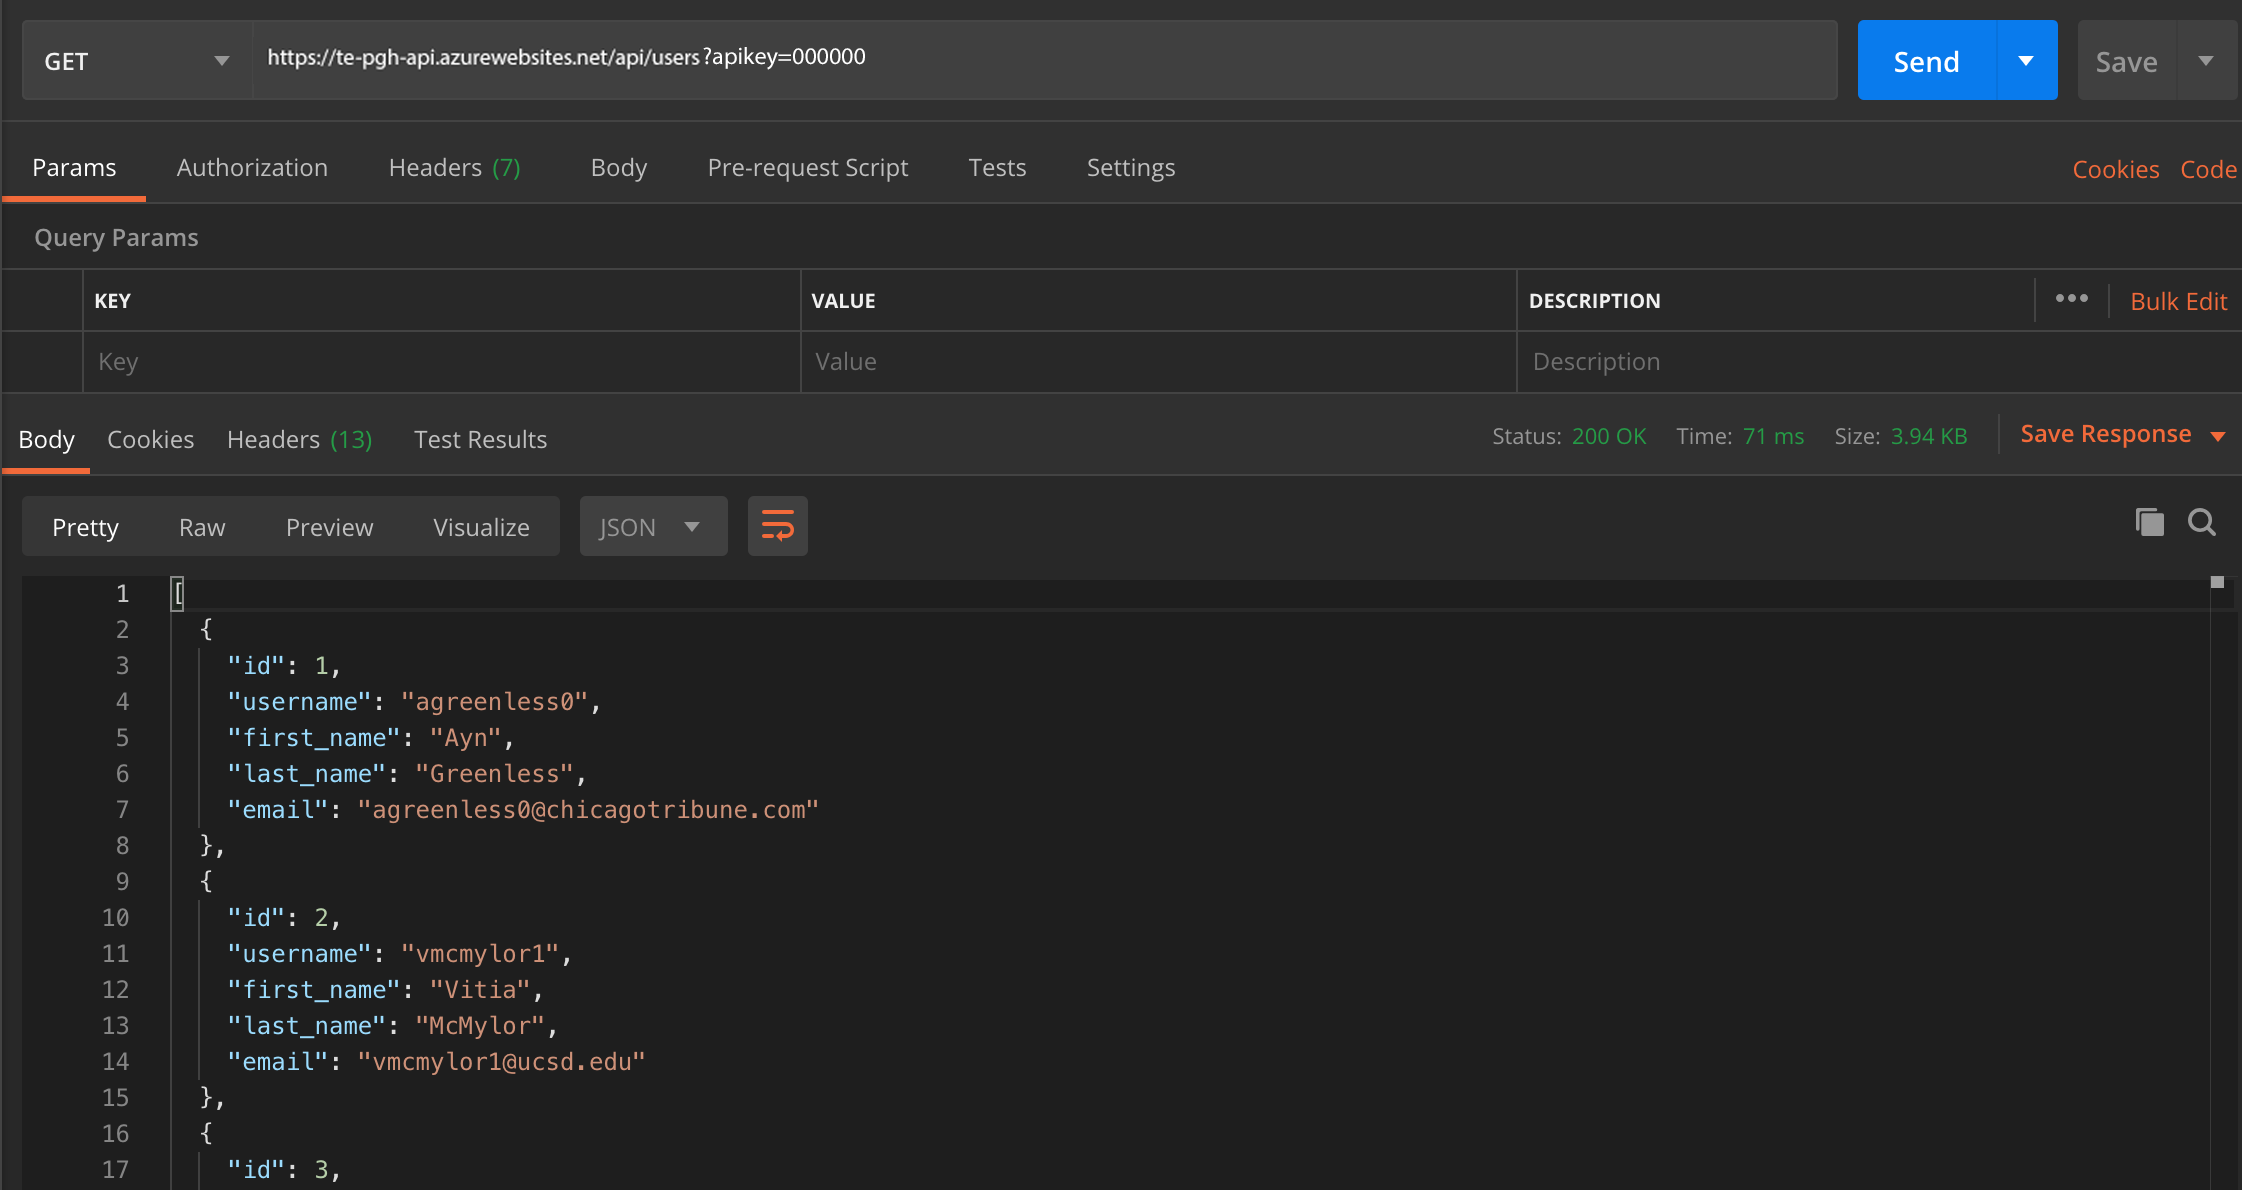 GET https://te-pgh-api.azurewebsites.net/api/users?apikey=000000 Send Save
Params Authorization Headers (7) Body Pre-request Script Tests Settings Cookies Code
Query Params
KEY VALUE DESCRIPTION ••• Bulk Edit
Key Value Description
Body Cookies Headers (13) Test Results Status: 200 OK Time: 71 ms Size: 3.94 KB Save Response
Pretty Raw Preview Visualize JSON
1 [
2 {
3 "id": 1,
4 "username": "agreenless0",
5 "first_name": "Ayn",
6 "last_name": "Greenless",
7 "email": "agreenless0@chicagotribune.com"
8 },
9 {
10 "id": 2,
11 "username": "vmcmylor1",
12 "first_name": "Vitia",
13 "last_name": "McMylor",
14 "email": "vmcmylor1@ucsd.edu"
15 },
16 {
17 "id": 3,